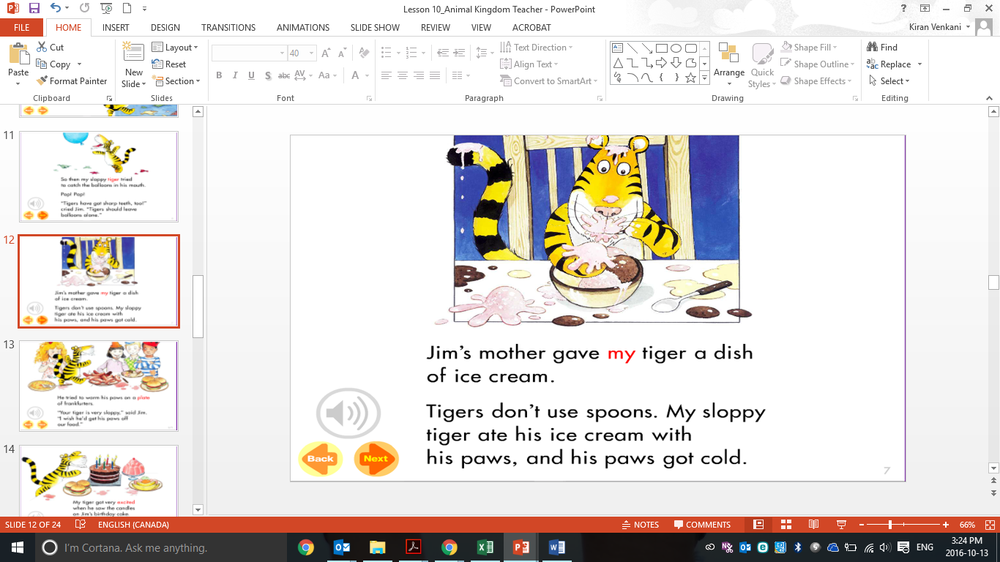 Lesson 10_Animal Kingdom Teacher - PowerPoint
FILE HOME INSERT DESIGN TRANSITIONS ANIMATIONS SLIDE SHOW REVIEW VIEW ACROBAT
Kiran Venkani
Paste
Cut
Copy
Format Painter
Clipboard
New Slide
Layout
Reset
Section
Slides
40
B I U S abc AV Aa A
Font
Text Direction
Align Text
Convert to SmartArt
Paragraph
Arrange
Quick Styles
Shape Fill
Shape Outline
Shape Effects
Drawing
Find
Replace
Select
Editing
11
So then my sloppy tiger tried
to catch the balloons in his mouth.
Pop! Pop!
"Tigers have got sharp teeth, too!"
cried Jim. "Tigers should leave
balloons alone."
12
Jim's mother gave my tiger a dish
of ice cream.
Tigers don't use spoons. My sloppy
tiger ate his ice cream with
his paws, and his paws got cold.
13
He tried to warm his paws on a plate
of frankfurters.
"Your tiger is very sloppy," said Jim.
"I wish he'd get his paws off
our food."
14
My tiger got very excited
when he saw the candles
on Jim's birthday cake.
Jim's mother gave my tiger a dish
of ice cream.
Tigers don't use spoons. My sloppy
tiger ate his ice cream with
his paws, and his paws got cold.
Back Next
7
SLIDE 12 OF 24 ENGLISH (CANADA)
NOTES COMMENTS 66%
I'm Cortana. Ask me anything.
ENG
3:24 PM
2016-10-13